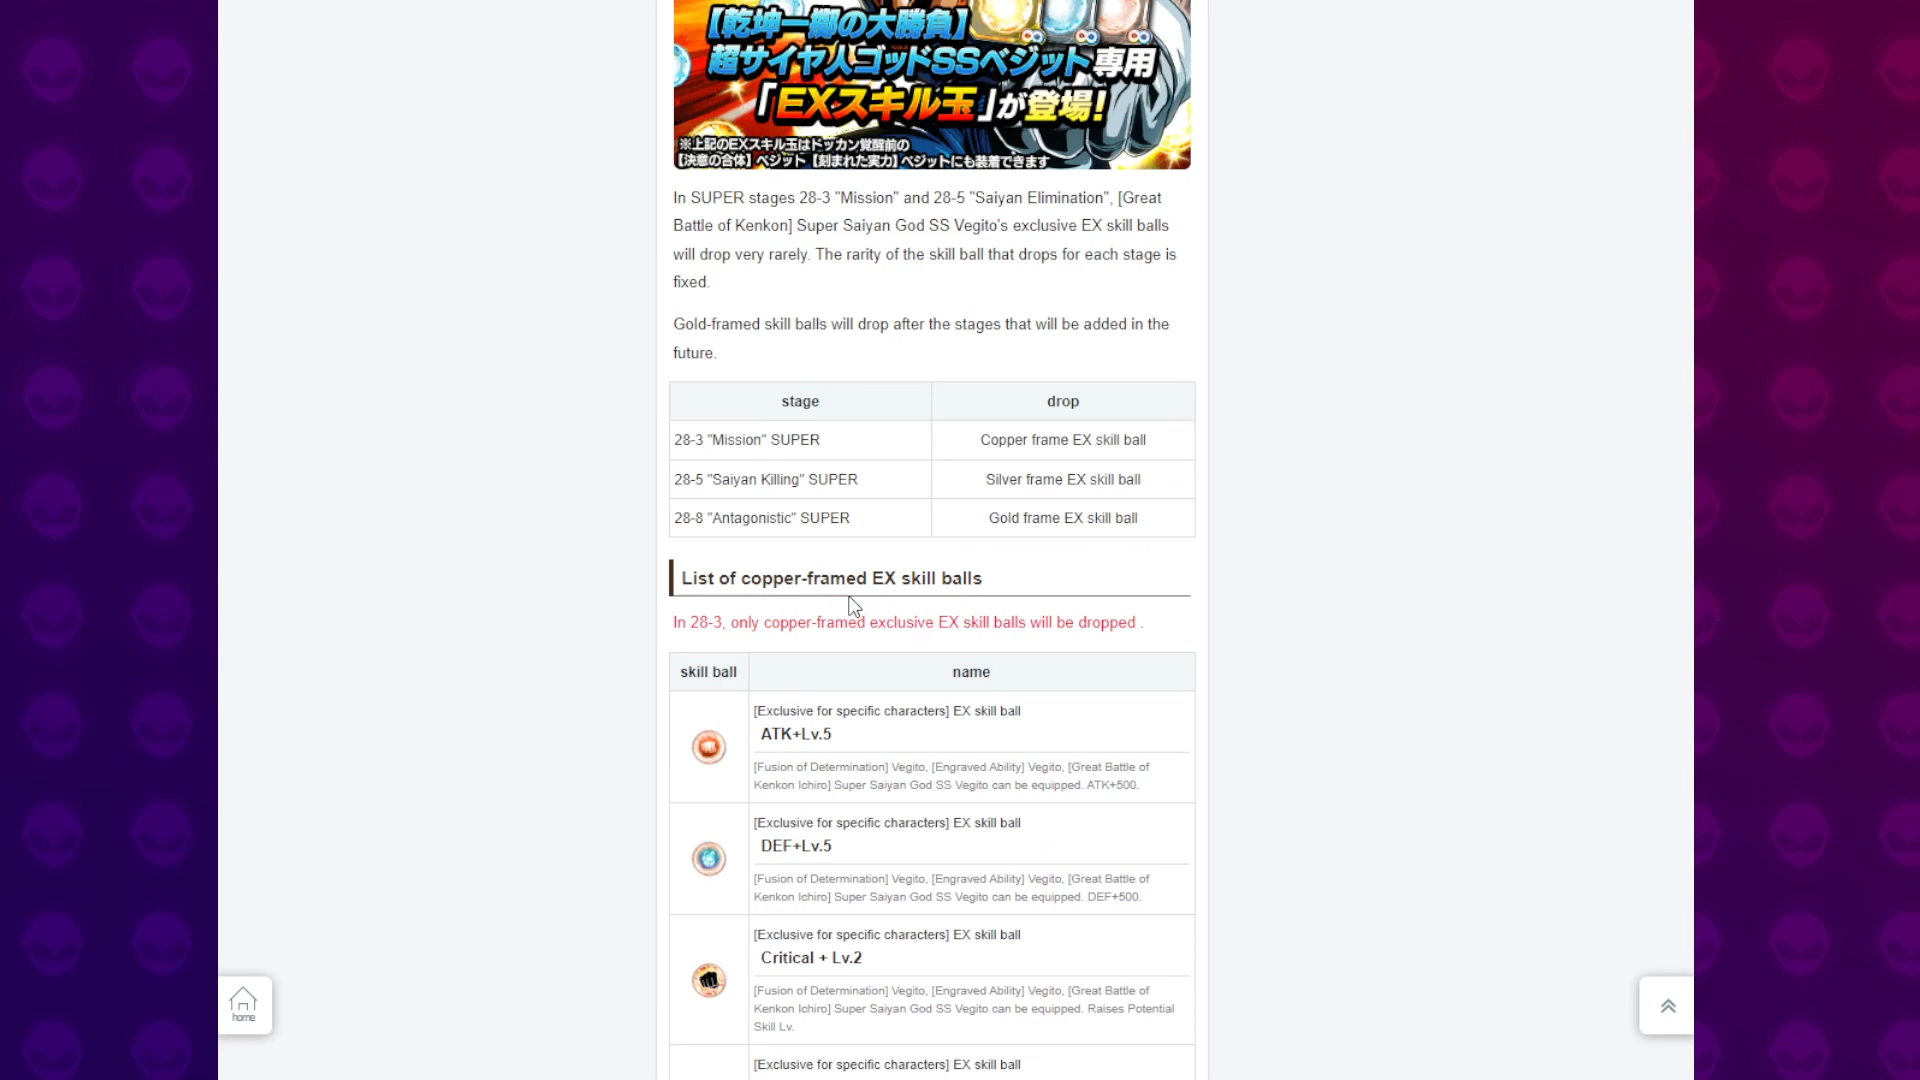 【乾坤一擲の大勝負】
超サイヤ人ゴッドSSベジット専用
「EXスキル玉」が登場!
※上記のEXスキル玉はドッカン覚醒前の
【決意の合体】ベジット【刻まれた実力】ベジットにも装着できます
In SUPER stages 28-3 "Mission" and 28-5 "Saiyan Elimination", [Great
Battle of Kenkon] Super Saiyan God SS Vegito's exclusive EX skill balls
will drop very rarely. The rarity of the skill ball that drops for each stage is
fixed.
Gold-framed skill balls will drop after the stages that will be added in the
future.
stage drop
28-3 "Mission" SUPER Copper frame EX skill ball
28-5 "Saiyan Killing" SUPER Silver frame EX skill ball
28-8 "Antagonistic" SUPER Gold frame EX skill ball
List of copper-framed EX skill balls
In 28-3, only copper-framed exclusive EX skill balls will be dropped .
skill ball name
[Exclusive for specific characters] EX skill ball
ATK+Lv.5
[Fusion of Determination] Vegito, [Engraved Ability] Vegito, [Great Battle of
Kenkon Ichiro] Super Saiyan God SS Vegito can be equipped. ATK+500.
[Exclusive for specific characters] EX skill ball
DEF+Lv.5
[Fusion of Determination] Vegito, [Engraved Ability] Vegito, [Great Battle of
Kenkon Ichiro] Super Saiyan God SS Vegito can be equipped. DEF+500.
[Exclusive for specific characters] EX skill ball
Critical + Lv.2
[Fusion of Determination] Vegito, [Engraved Ability] Vegito, [Great Battle of
Kenkon Ichiro] Super Saiyan God SS Vegito can be equipped. Raises Potential
Skill Lv.
[Exclusive for specific characters] EX skill ball
home